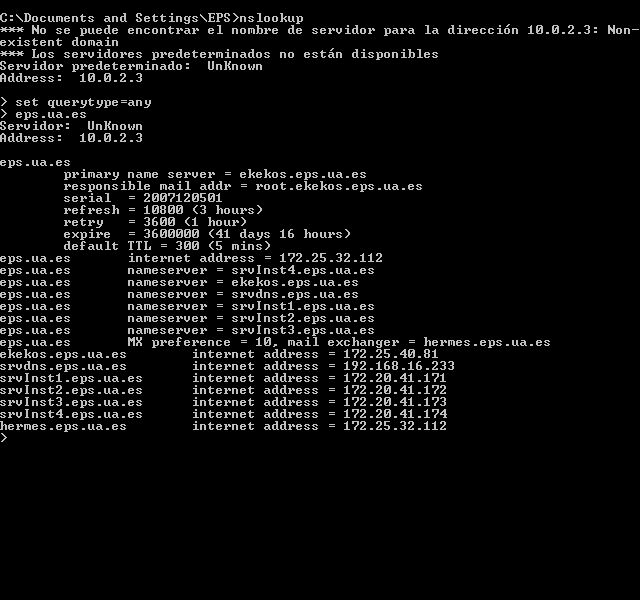 C:\Documents and Settings\EPS>nslookup
*** No se puede encontrar el nombre de servidor para la dirección 10.0.2.3: Non-
existent domain
*** Los servidores predeterminados no están disponibles
Servidor predeterminado:  UnKnown
Address:  10.0.2.3

> set querytype=any
> eps.ua.es
Servidor:  UnKnown
Address:  10.0.2.3

eps.ua.es
        primary name server = ekekos.eps.ua.es
        responsible mail addr = root.ekekos.eps.ua.es
        serial  = 2007120501
        refresh = 10800 (3 hours)
        retry   = 3600 (1 hour)
        expire  = 3600000 (41 days 16 hours)
        default TTL = 300 (5 mins)
eps.ua.es       internet address = 172.25.32.112
eps.ua.es       nameserver = srvInst4.eps.ua.es
eps.ua.es       nameserver = ekekos.eps.ua.es
eps.ua.es       nameserver = srvdns.eps.ua.es
eps.ua.es       nameserver = srvInst1.eps.ua.es
eps.ua.es       nameserver = srvInst2.eps.ua.es
eps.ua.es       nameserver = srvInst3.eps.ua.es
eps.ua.es       MX preference = 10, mail exchanger = hermes.eps.ua.es
ekekos.eps.ua.es        internet address = 172.25.40.81
srvdns.eps.ua.es        internet address = 192.168.16.233
srvInst1.eps.ua.es      internet address = 172.20.41.171
srvInst2.eps.ua.es      internet address = 172.20.41.172
srvInst3.eps.ua.es      internet address = 172.20.41.173
srvInst4.eps.ua.es      internet address = 172.20.41.174
hermes.eps.ua.es        internet address = 172.25.32.112
>